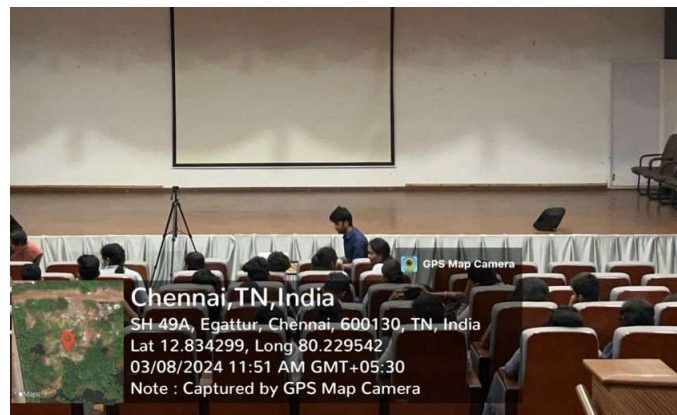 GPS Map Camera
Chennai,TN,India
SH 49A, Egattur, Chennai, 600130, TN, India
Lat 12.834299, Long 80.229542
03/08/2024 11:51 AM GMT+05:30
Note : Captured by GPS Map Camera
Maps